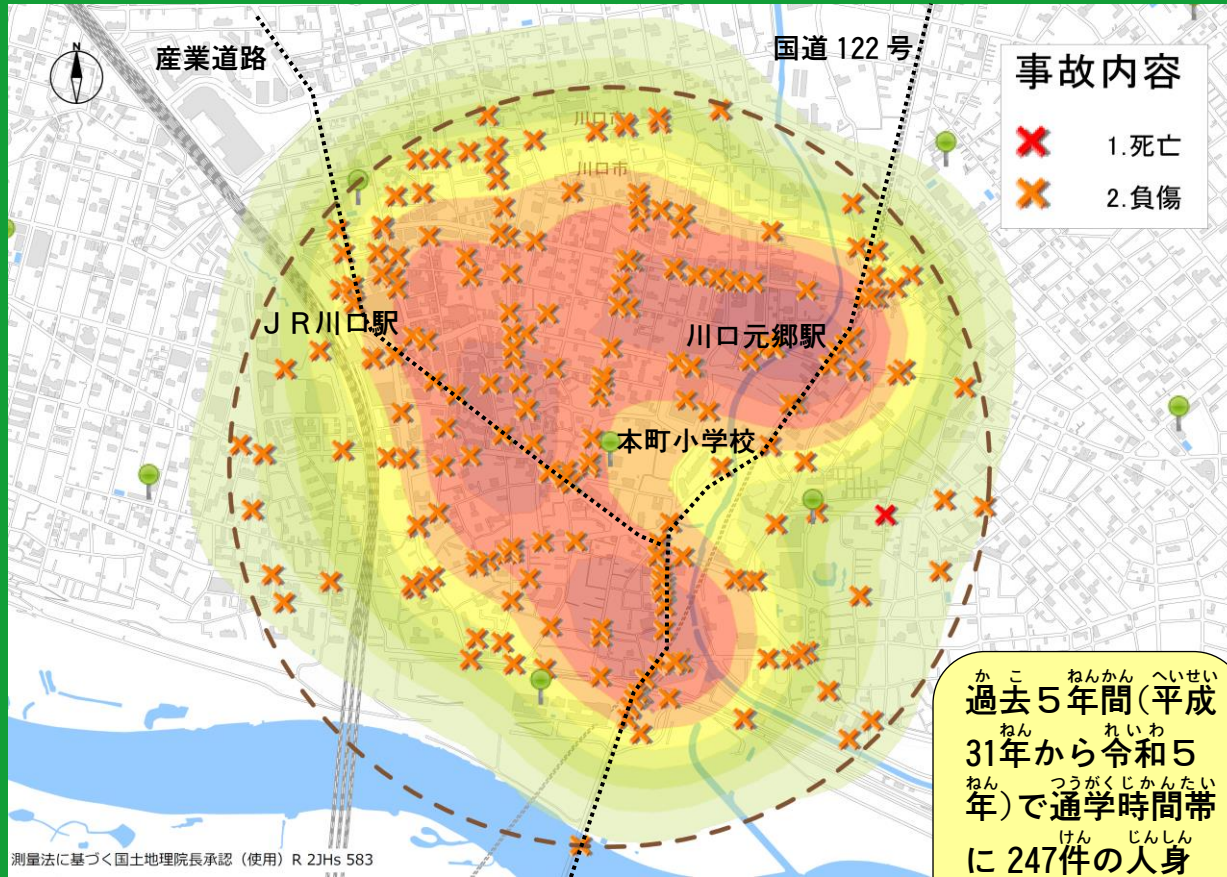 N
産業道路
国道 122 号
事故内容
1.死亡
2.負傷
川口市
川口市
ＪＲ川口駅
川口元郷駅
本町小学校
かこ ねんかん へいせい
過去５年間(平成
ねん れいわ
31年から令和５
ねん つうがくじかんたい
年)で通学時間帯
けん じんしん
に 247件の人身
測量法に基づく国土地理院長承認（使用）R 2JHs 583